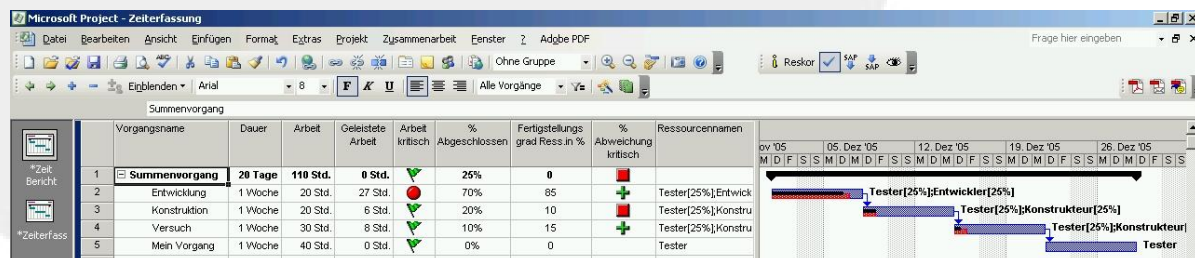 Microsoft Project - Zeiterfassung
Datei Bearbeiten Ansicht Einfügen Format Extras Projekt Zusammenarbeit Fenster ? Adobe PDF Frage hier eingeben
Ohne Gruppe Reskor SAP SAP
Einblenden Arial 8 F K U Alle Vorgänge
Summenvorgang
Vorgangsname Dauer Arbeit Geleistete Arbeit Arbeit kritisch % Abgeschlossen Fertigstellungs grad Ress.in % % Abweichung kritisch Ressourcennamen
ov '05 05. Dez '05 12. Dez '05 19. Dez '05 26. Dez '05
M D F S S M D M D F S S M D M D F S S M D M D F S S M D M D F S S
*Zeit Bericht
*Zeiterfass
1 Summenvorgang 20 Tage 110 Std. 0 Std. 25% 0
2 Entwicklung 1 Woche 20 Std. 27 Std. 70% 85 Tester[25%];Entwick Tester[25%];Entwickler[25%]
3 Konstruktion 1 Woche 20 Std. 6 Std. 20% 10 Tester[25%];Konstru Tester[25%];Konstrukteur[25%]
4 Versuch 1 Woche 30 Std. 8 Std. 10% 15 Tester[25%];Konstru Tester[25%];Konstrukteur[
5 Mein Vorgang 1 Woche 40 Std. 0 Std. 0% 0 Tester Tester